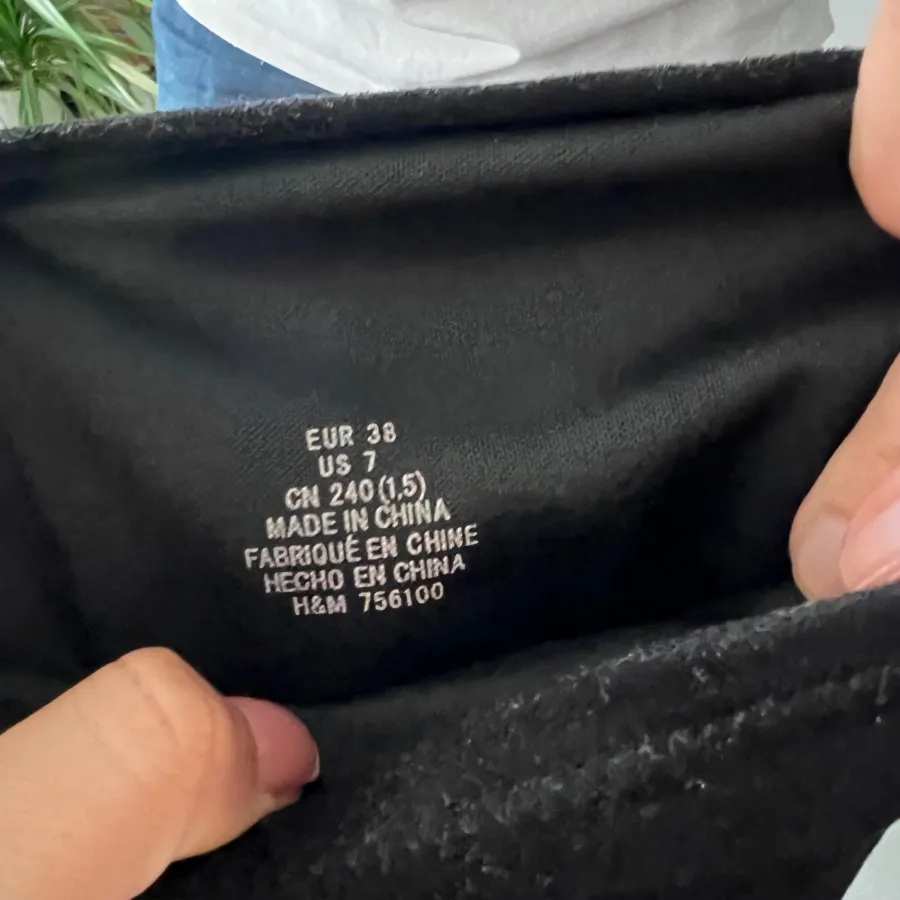 EUR 38
US 7
CN 240(1,5)
MADE IN CHINA
FABRIQUÉ EN CHINE
HECHO EN CHINA
H&M 756100